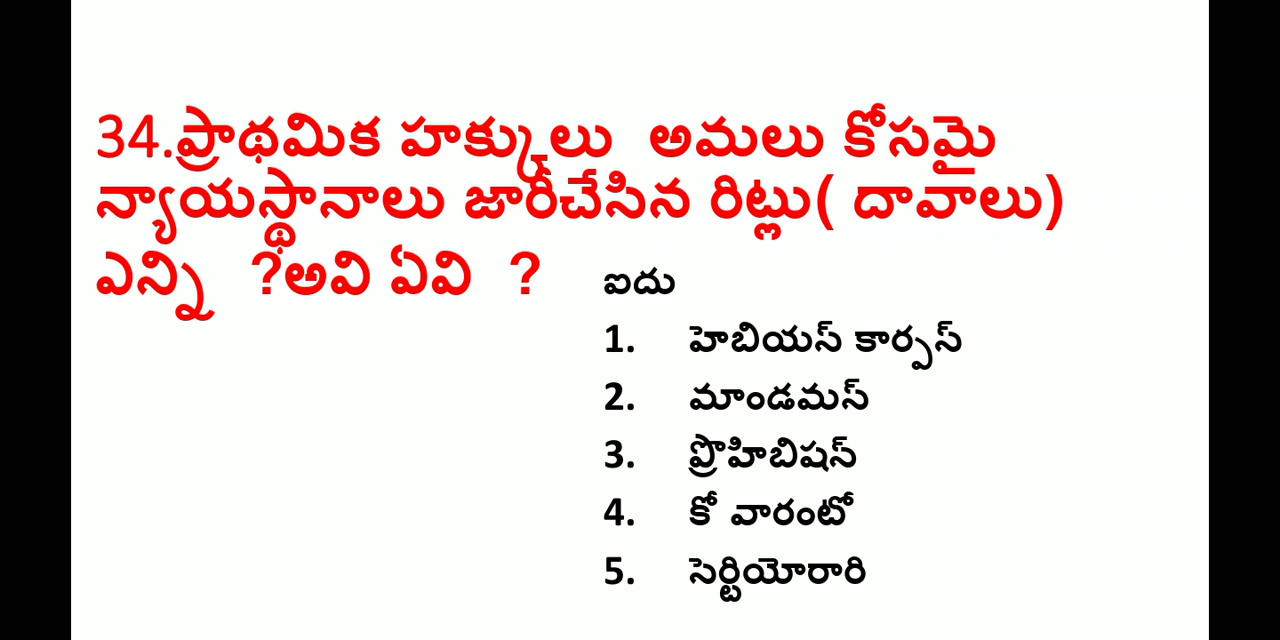 34.ప్రాథమిక హక్కులు అమలు కోసమై
న్యాయస్థానాలు జారీచేసిన రిట్లు( దావాలు)
ఎన్ని ?అవి ఏవి ?
ఐదు
1. హెబియస్ కార్పస్
2. మాండమస్
3. ప్రొహిబిషన్
4. కో వారంటో
5. సెర్టియోరారి